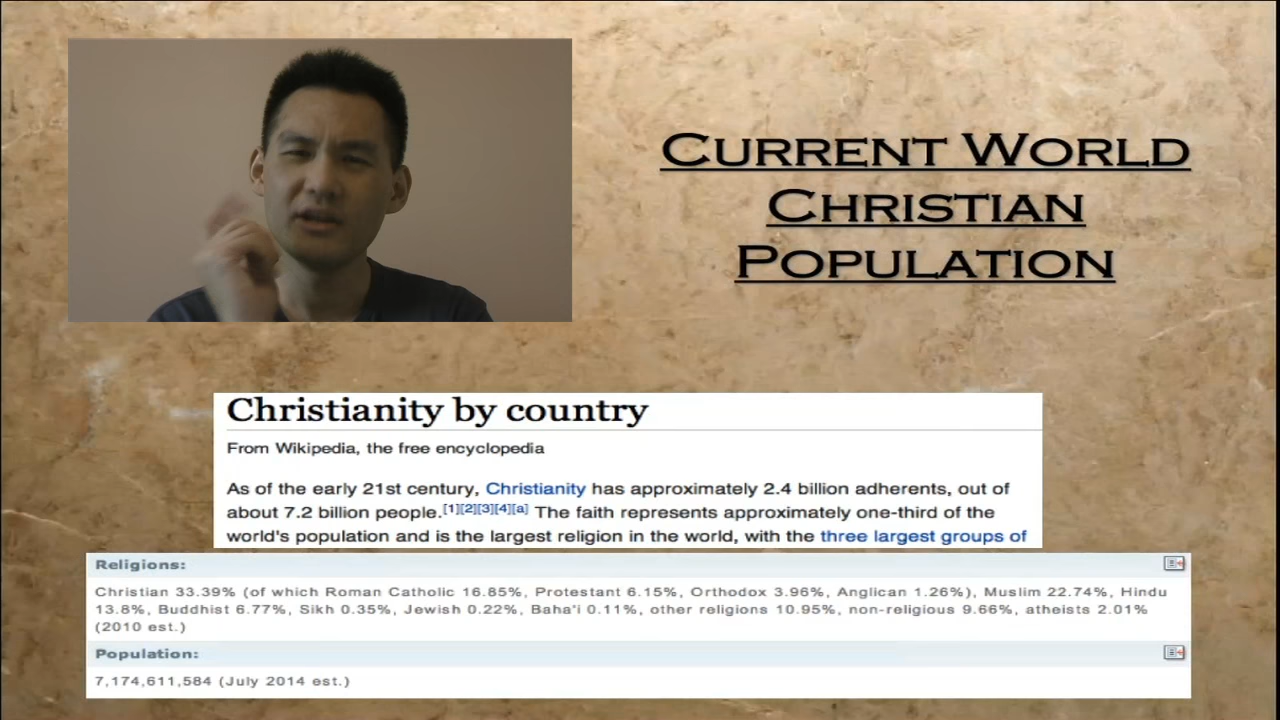 CURRENT WORLD
CHRISTIAN
POPULATION
Christianity by country
From Wikipedia, the free encyclopedia
As of the early 21st century, Christianity has approximately 2.4 billion adherents, out of
about 7.2 billion people.[1][2][3][4][a] The faith represents approximately one-third of the
world's population and is the largest religion in the world, with the three largest groups of
Religions:
Christian 33.39% (of which Roman Catholic 16.85%, Protestant 6.15%, Orthodox 3.96%, Anglican 1.26%), Muslim 22.74%, Hindu
13.8%, Buddhist 6.77%, Sikh 0.35%, Jewish 0.22%, Baha'i 0.11%, other religions 10.95%, non-religious 9.66%, atheists 2.01%
(2010 est.)
Population:
7,174,611,584 (July 2014 est.)